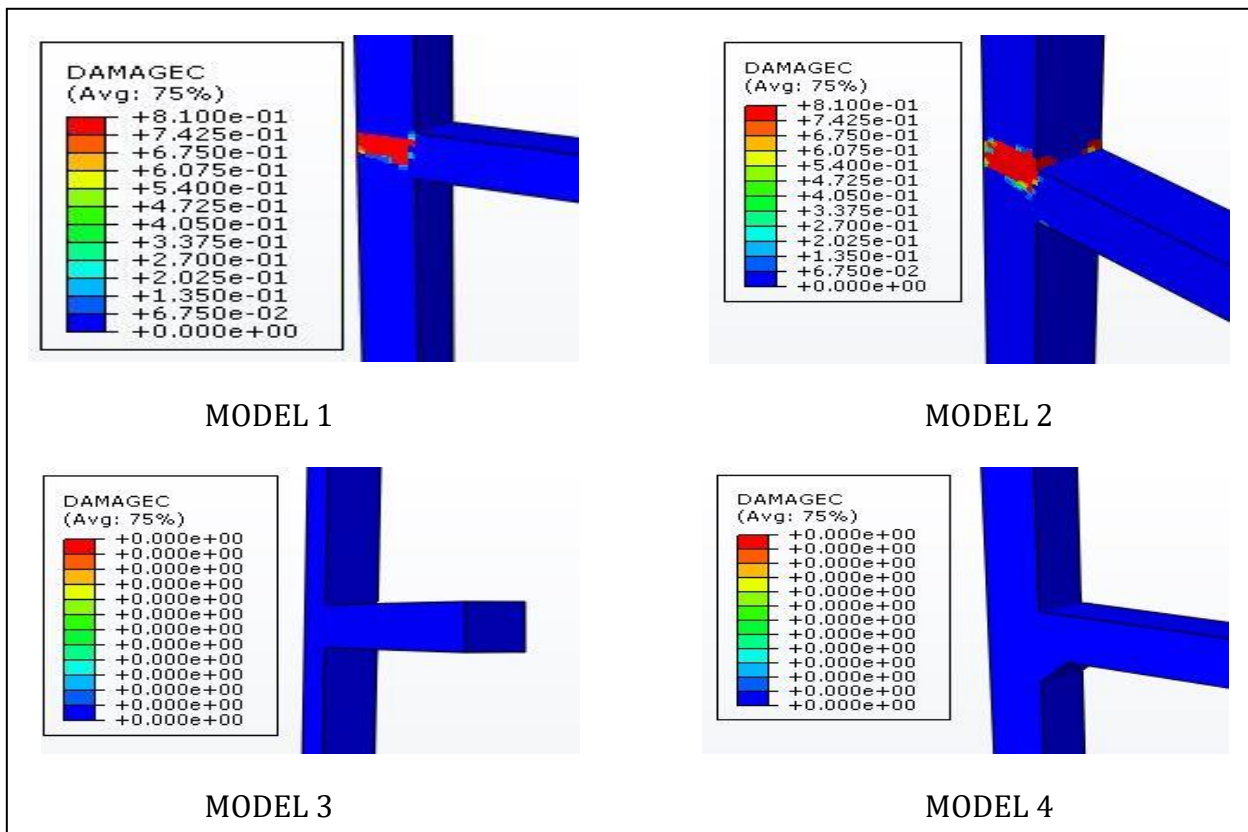 DAMAGEC
(Avg: 75%)
+8.100e-01
+7.425e-01
+6.750e-01
+6.075e-01
+5.400e-01
+4.725e-01
+4.050e-01
+3.375e-01
+2.700e-01
+2.025e-01
+1.350e-01
+6.750e-02
+0.000e+00
MODEL 1
DAMAGEC
(Avg: 75%)
+8.100e-01
+7.425e-01
+6.750e-01
+6.075e-01
+5.400e-01
+4.725e-01
+4.050e-01
+3.375e-01
+2.700e-01
+2.025e-01
+1.350e-01
+6.750e-02
+0.000e+00
MODEL 2
DAMAGEC
(Avg: 75%)
+0.000e+00
+0.000e+00
+0.000e+00
+0.000e+00
+0.000e+00
+0.000e+00
+0.000e+00
+0.000e+00
+0.000e+00
+0.000e+00
+0.000e+00
+0.000e+00
+0.000e+00
MODEL 3
DAMAGEC
(Avg: 75%)
+0.000e+00
+0.000e+00
+0.000e+00
+0.000e+00
+0.000e+00
+0.000e+00
+0.000e+00
+0.000e+00
+0.000e+00
+0.000e+00
+0.000e+00
+0.000e+00
+0.000e+00
MODEL 4